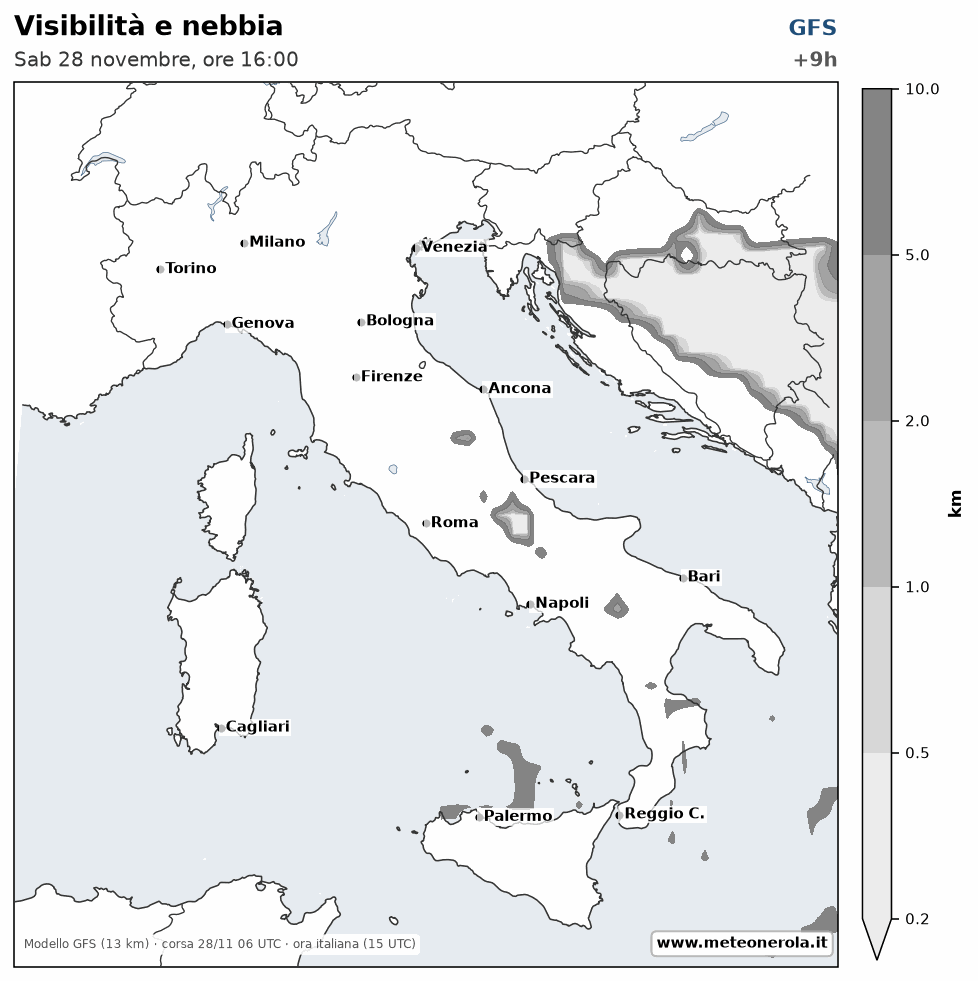 Visibilità e nebbia
GFS
Sab 28 novembre, ore 16:00
+9h
10.0
5.0
2.0
1.0
0.5
0.2
km
Milano
Venezia
Torino
Genova
Bologna
Firenze
Ancona
Pescara
Roma
Bari
Napoli
Cagliari
Palermo
Reggio C.
Modello GFS (13 km) · corsa 28/11 06 UTC · ora italiana (15 UTC)
www.meteonerola.it